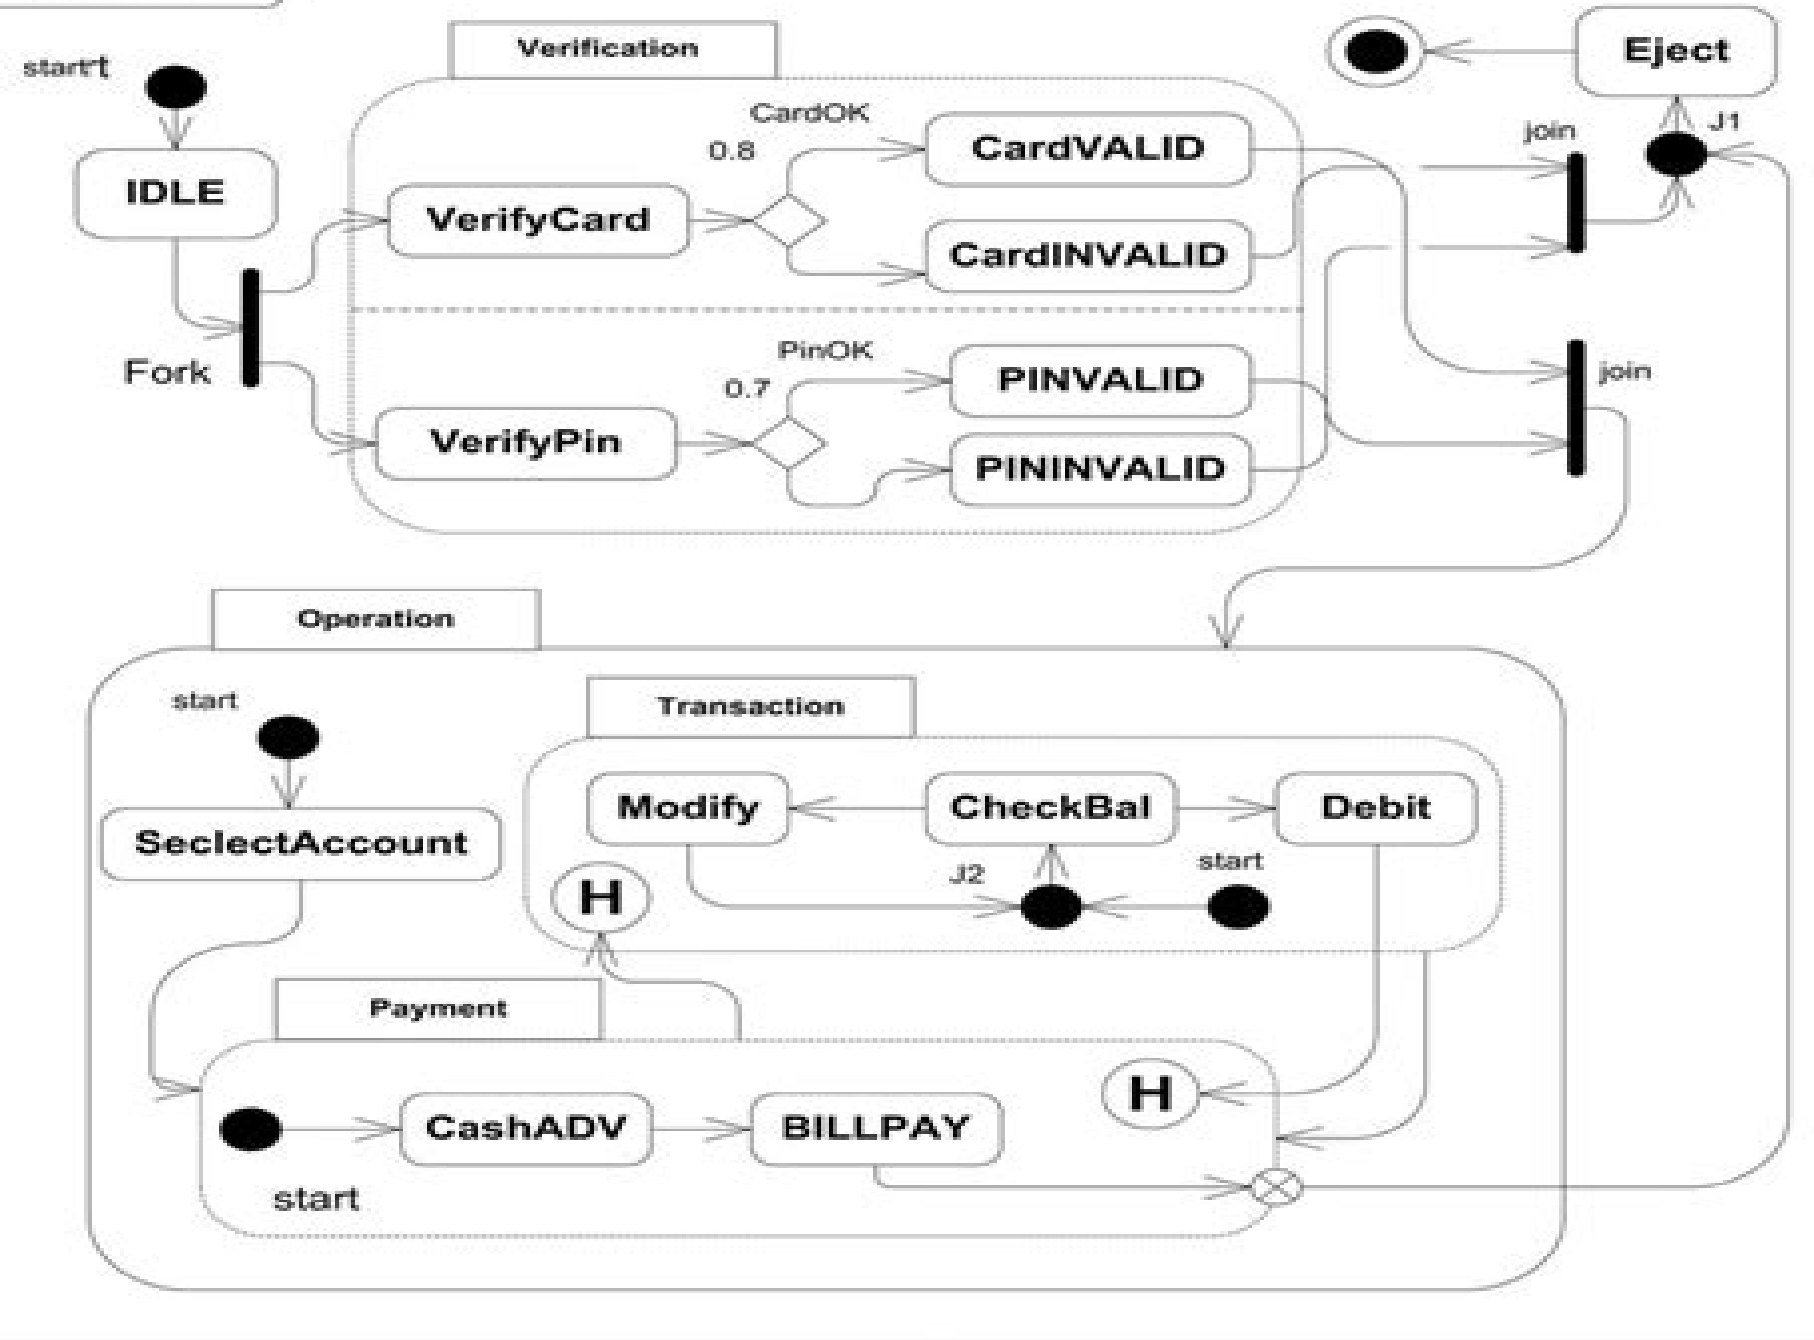 Verification
Eject
startt
CardOK
J1
join
0.8
CardVALID
IDLE
VerifyCard
CardINVALID
Fork
PinOK
join
0.7
PINVALID
VerifyPin
PININVALID
Operation
start
Transaction
Modify
CheckBal
Debit
SeclectAccount
J2
start
H
Payment
H
CashADV
BILLPAY
start